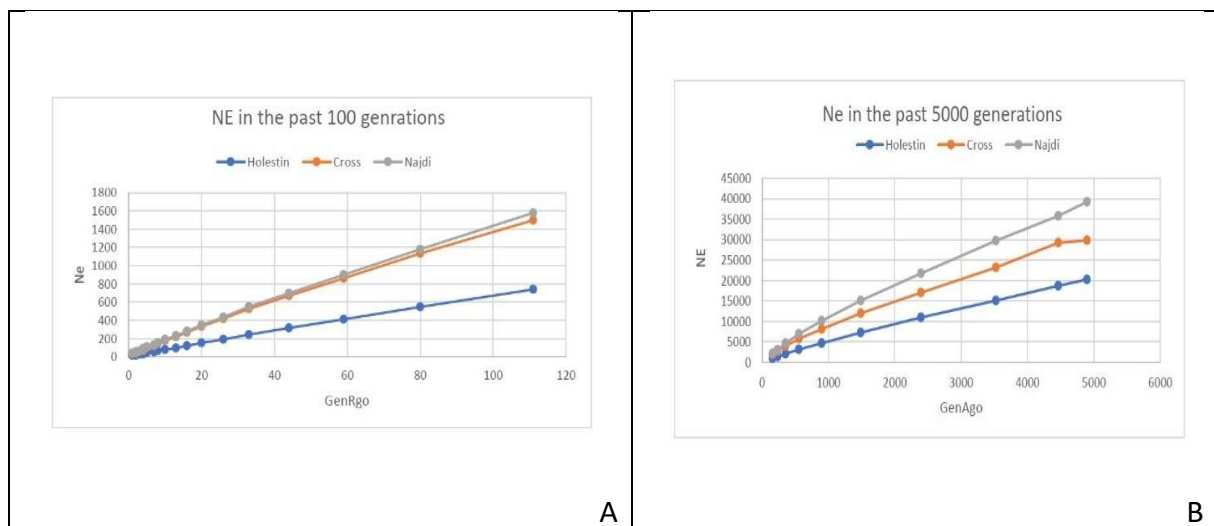 NE in the past 100 genrations
Holestin Cross Najdi
1800
1600
1400
1200
1000
800
600
400
200
0
Ne
0 20 40 60 80 100 120
GenRgo
A
Ne in the past 5000 generations
Holestin Cross Najdi
45000
40000
35000
30000
25000
20000
15000
10000
5000
0
NE
0 1000 2000 3000 4000 5000 6000
GenAgo
B